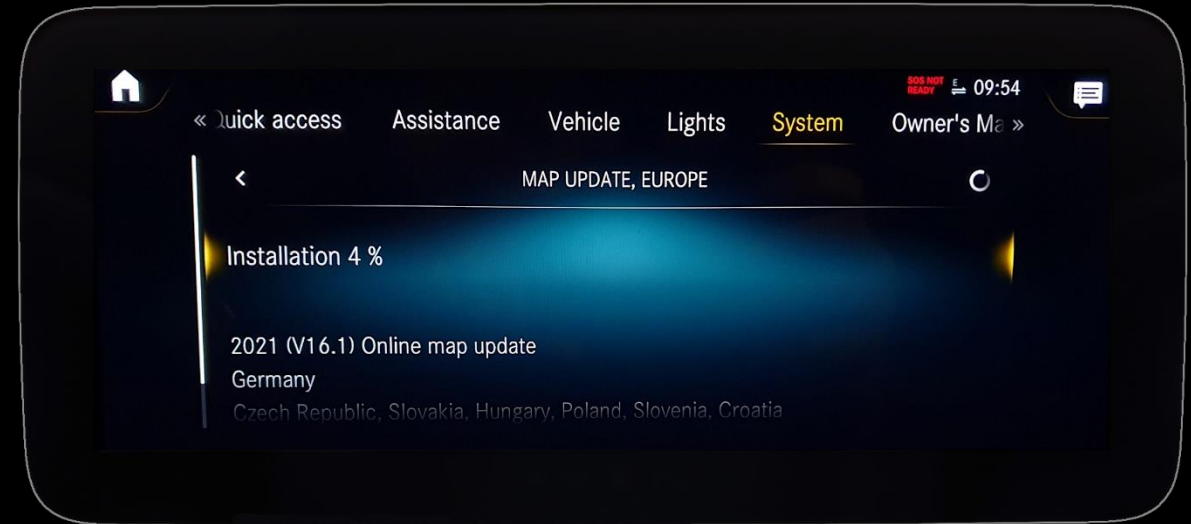 SOS NOT
READY E 09:54
« Quick access Assistance Vehicle Lights System Owner's Ma »
MAP UPDATE, EUROPE
Installation 4 %
2021 (V16.1) Online map update
Germany
Czech Republic, Slovakia, Hungary, Poland, Slovenia, Croatia